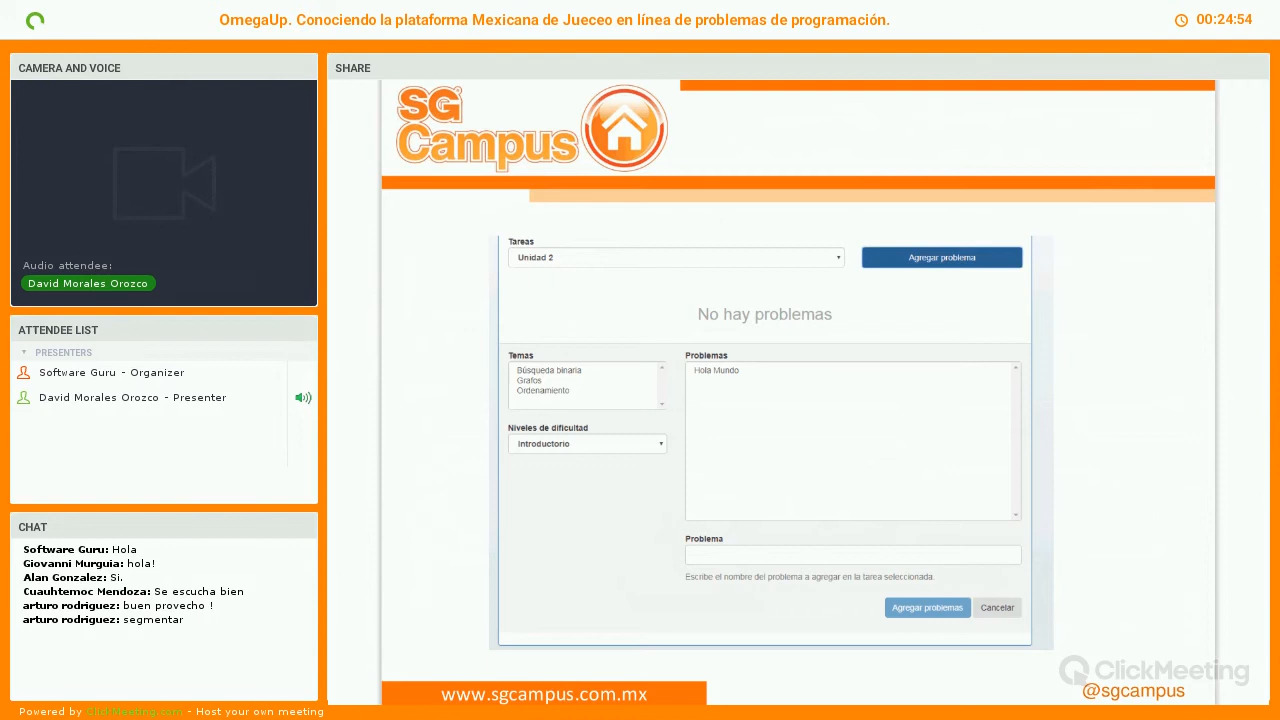 OmegaUp. Conociendo la plataforma Mexicana de Jueceo en línea de problemas de programación.
00:24:54
CAMERA AND VOICE
Audio attendee:
David Morales Orozco
ATTENDEE LIST
PRESENTERS
Software Guru - Organizer
David Morales Orozco - Presenter
CHAT
Software Guru: Hola
Giovanni Murguia: hola!
Alan Gonzalez: Si.
Cuauhtemoc Mendoza: Se escucha bien
arturo rodriguez: buen provecho !
arturo rodriguez: segmentar
Powered by ClickMeeting.com - Host your own meeting
SHARE
SG
Campus
Tareas
Unidad 2
Agregar problema
No hay problemas
Temas
Búsqueda binaria
Grafos
Ordenamiento
Niveles de dificultad
Introductorio
Problemas
Hola Mundo
Problema
Escribe el nombre del problema a agregar en la tarea seleccionada.
Agregar problemas
Cancelar
www.sgcampus.com.mx
ClickMeeting
@sgcampus